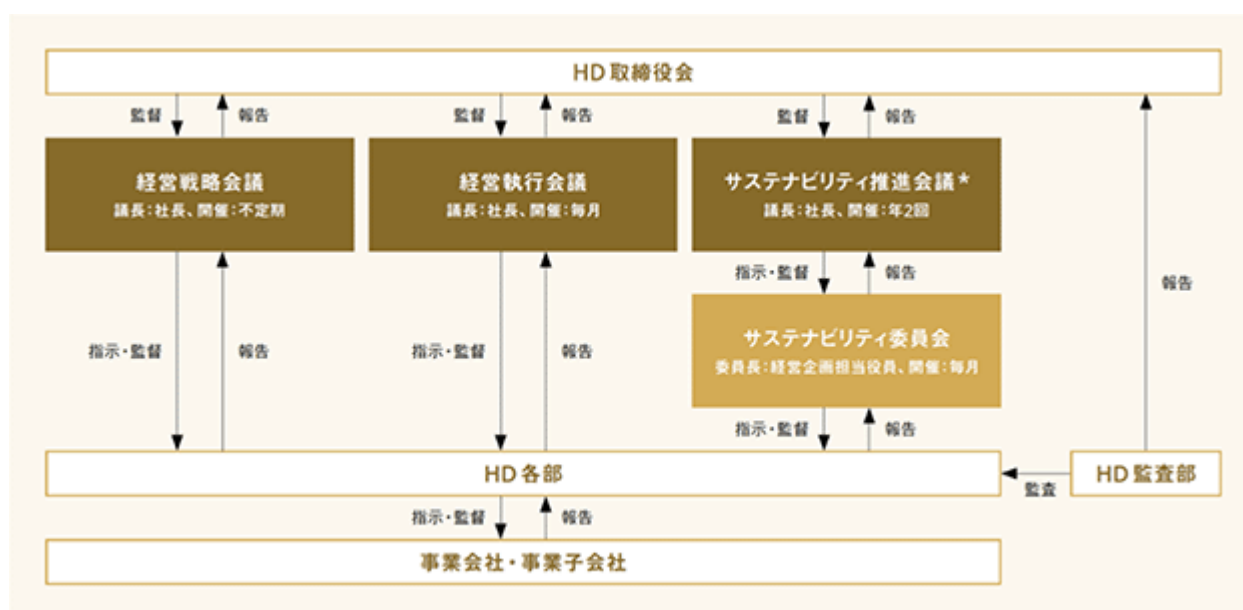 HD 取締役会
監督
報告
監督
報告
監督
報告
経営戦略会議
議長：社長、開催：不定期
経営執行会議
議長：社長、開催：毎月
サステナビリティ推進会議*
議長：社長、開催：年2回
指示・監督
報告
報告
サステナビリティ委員会
委員長：経営企画担当役員、開催：毎月
指示・監督
報告
指示・監督
報告
指示・監督
報告
HD 各部
監査
HD 監査部
指示・監督
報告
事業会社・事業子会社